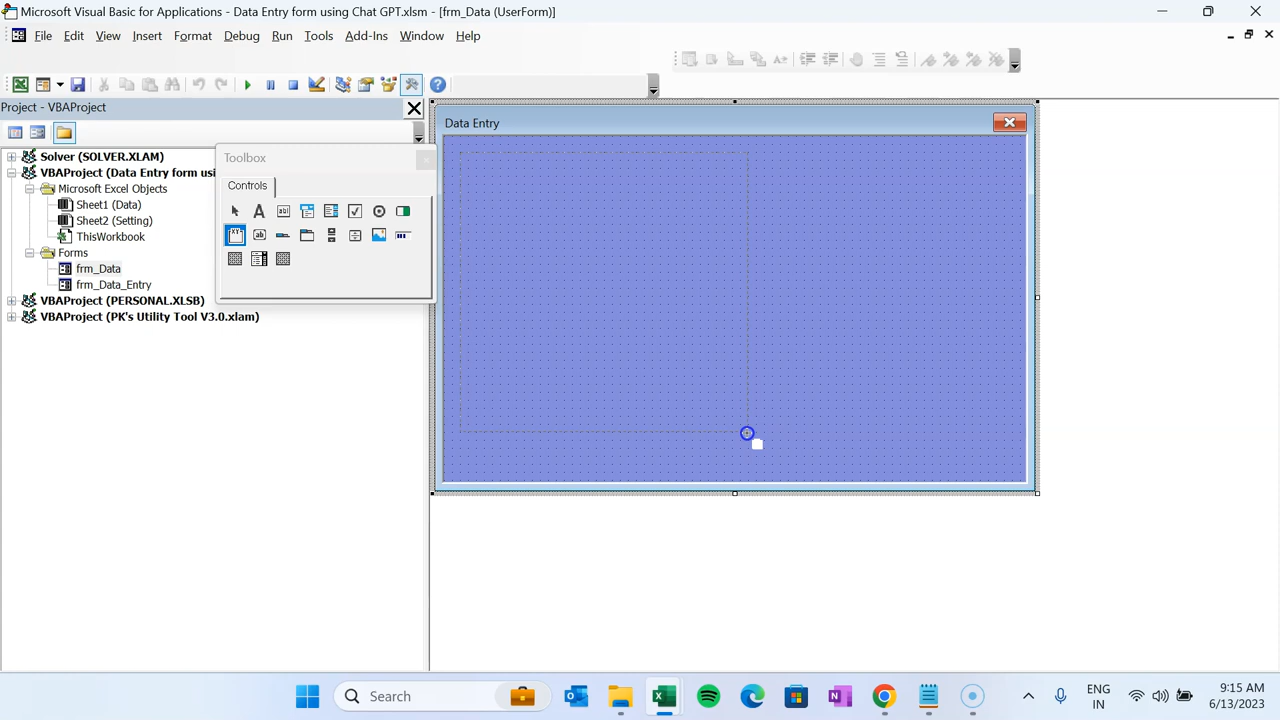 Microsoft Visual Basic for Applications - Data Entry form using Chat GPT.xlsm - [frm_Data (UserForm)]
File Edit View Insert Format Debug Run Tools Add-Ins Window Help
Project - VBAProject
Solver (SOLVER.XLAM)
VBAProject (Data Entry form usi
Microsoft Excel Objects
Sheet1 (Data)
Sheet2 (Setting)
ThisWorkbook
Forms
frm_Data
frm_Data_Entry
VBAProject (PERSONAL.XLSB)
VBAProject (PK's Utility Tool V3.0.xlam)
Toolbox
Controls
Data Entry
Search
ENG
IN
9:15 AM
6/13/2023